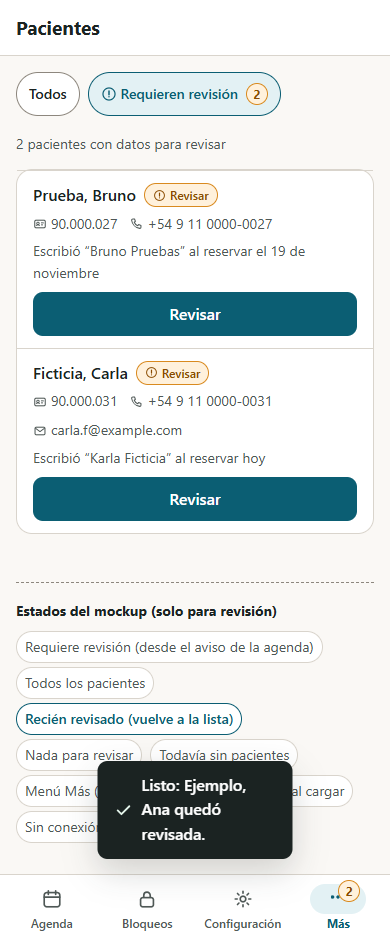 Pacientes
Todos
Requieren revisión 2
2 pacientes con datos para revisar
Prueba, Bruno Revisar
90.000.027 +54 9 11 0000-0027
Escribió “Bruno Pruebas” al reservar el 19 de
noviembre
Revisar
Ficticia, Carla Revisar
90.000.031 +54 9 11 0000-0031
carla.f@example.com
Escribió “Karla Ficticia” al reservar hoy
Revisar
Estados del mockup (solo para revisión)
Requiere revisión (desde el aviso de la agenda)
Todos los pacientes
Recién revisado (vuelve a la lista)
Nada para revisar Todavía sin pacientes
Menú Más al cargar
Sin
Listo: Ejemplo,
Ana quedó
revisada.
2
Agenda Bloqueos Configuración Más